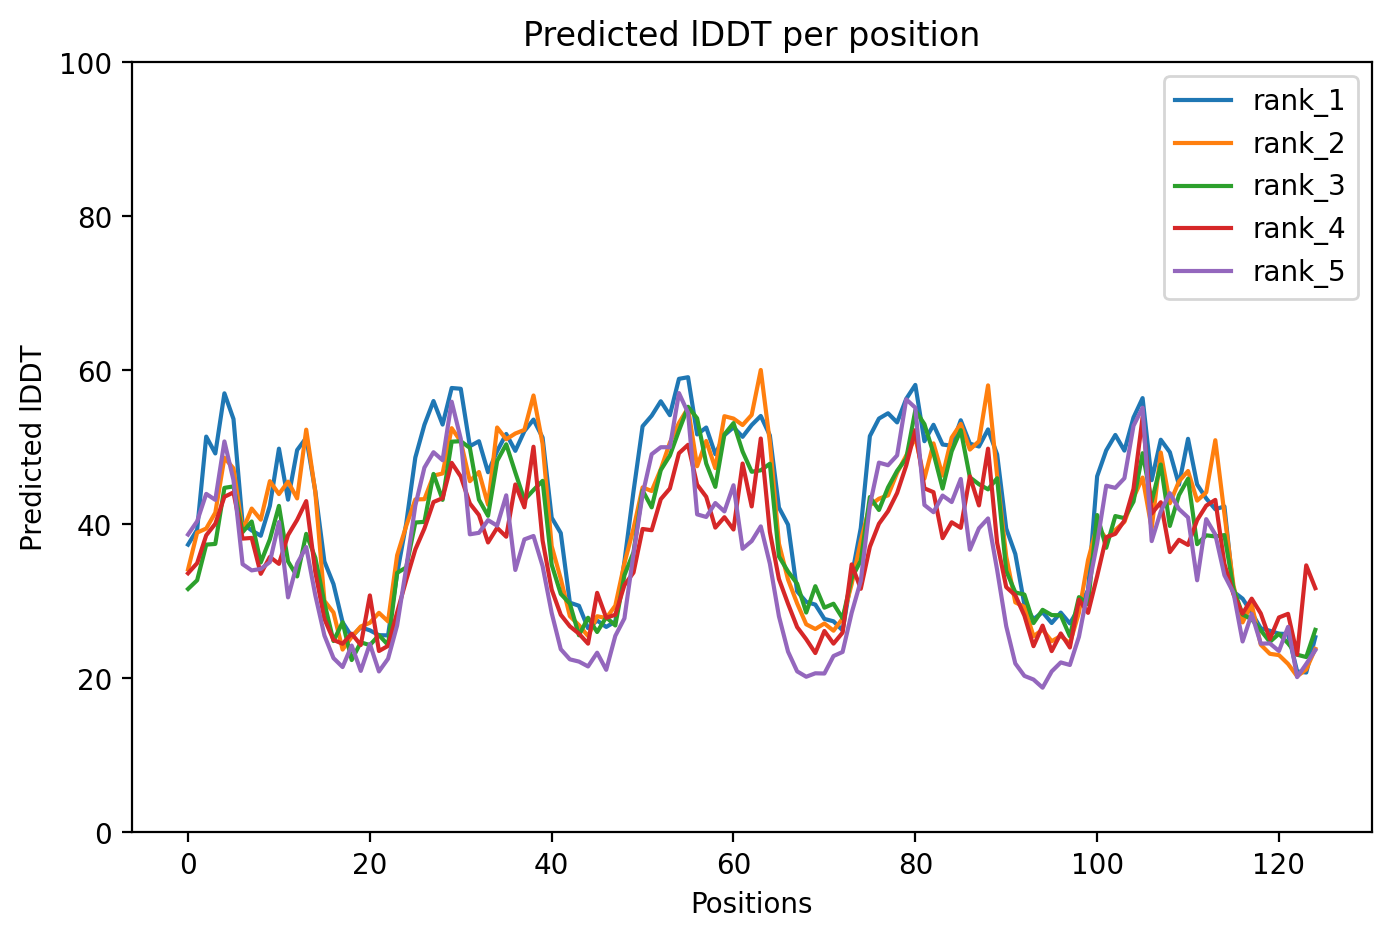 Predicted lDDT per position
100
80
60
40
20
0
Predicted lDDT
0 20 40 60 80 100 120
Positions
rank_1
rank_2
rank_3
rank_4
rank_5